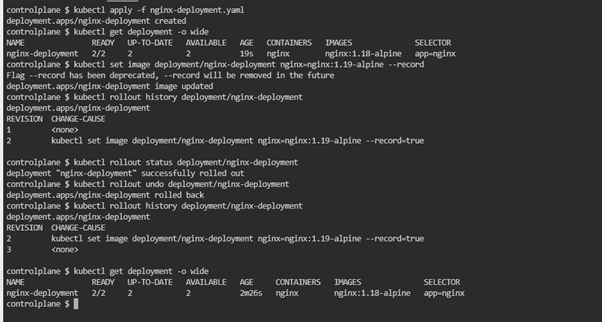 controlplane $ kubectl apply -f nginx-deployment.yaml
deployment.apps/nginx-deployment created
controlplane $ kubectl get deployment -o wide
NAME READY UP-TO-DATE AVAILABLE AGE CONTAINERS IMAGES SELECTOR
nginx-deployment 2/2 2 2 19s nginx nginx:1.18-alpine app=nginx
controlplane $ kubectl set image deployment/nginx-deployment nginx=nginx:1.19-alpine --record
Flag --record has been deprecated, --record will be removed in the future
deployment.apps/nginx-deployment image updated
controlplane $ kubectl rollout history deployment/nginx-deployment
deployment.apps/nginx-deployment
REVISION CHANGE-CAUSE
1 <none>
2 kubectl set image deployment/nginx-deployment nginx=nginx:1.19-alpine --record=true
controlplane $ kubectl rollout status deployment/nginx-deployment
deployment "nginx-deployment" successfully rolled out
controlplane $ kubectl rollout undo deployment/nginx-deployment
deployment.apps/nginx-deployment rolled back
controlplane $ kubectl rollout history deployment/nginx-deployment
deployment.apps/nginx-deployment
REVISION CHANGE-CAUSE
2 kubectl set image deployment/nginx-deployment nginx=nginx:1.19-alpine --record=true
3 <none>
controlplane $ kubectl get deployment -o wide
NAME READY UP-TO-DATE AVAILABLE AGE CONTAINERS IMAGES SELECTOR
nginx-deployment 2/2 2 2 2m26s nginx nginx:1.18-alpine app=nginx
controlplane $